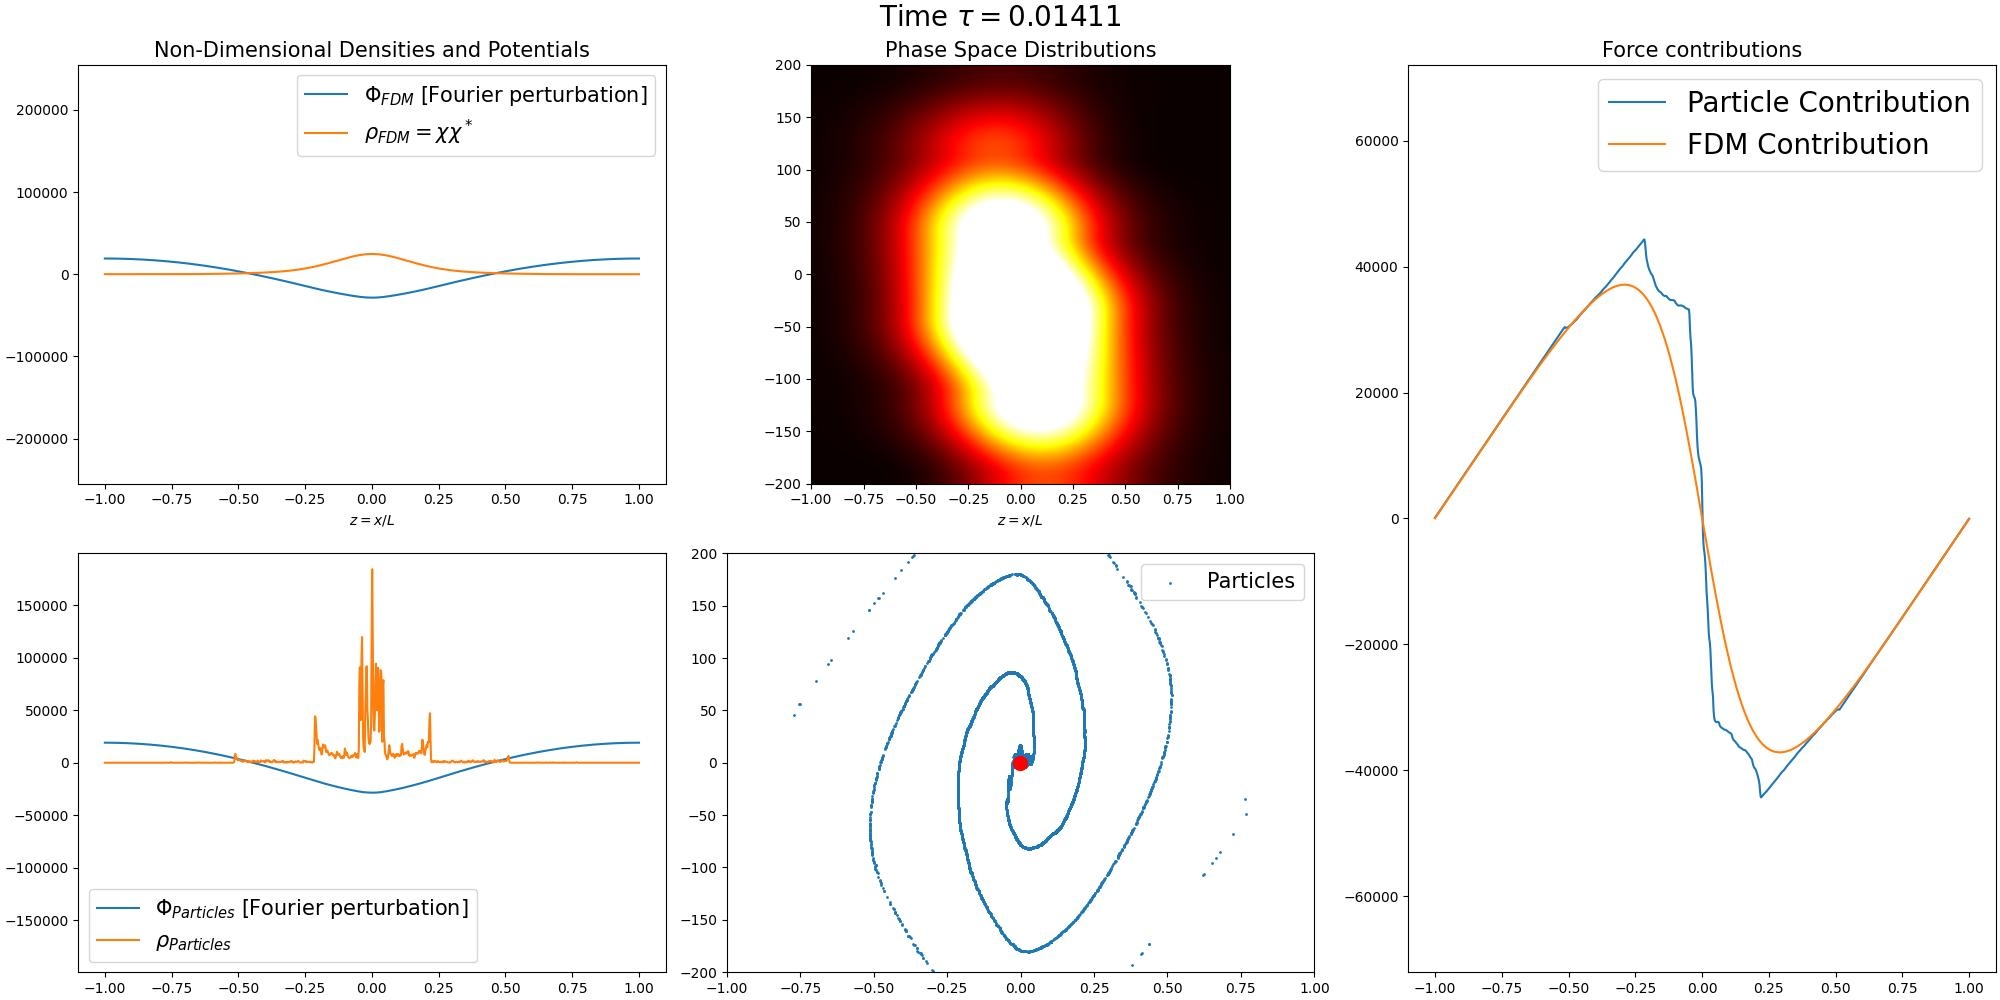 Time τ = 0.01411
Non-Dimensional Densities and Potentials
200000
100000
0
−100000
−200000
Φ_FDM [Fourier perturbation]
ρ_FDM = χχ*
−1.00 −0.75 −0.50 −0.25 0.00 0.25 0.50 0.75 1.00
z = x/L
Phase Space Distributions
200
150
100
50
0
−50
−100
−150
−200
−1.00 −0.75 −0.50 −0.25 0.00 0.25 0.50 0.75 1.00
z = x/L
Force contributions
Particle Contribution
FDM Contribution
60000
40000
20000
0
−20000
−40000
−60000
−1.00 −0.75 −0.50 −0.25 0.00 0.25 0.50 0.75 1.00
150000
100000
50000
0
−50000
−100000
−150000
Φ_Particles [Fourier perturbation]
ρ_Particles
−1.00 −0.75 −0.50 −0.25 0.00 0.25 0.50 0.75 1.00
200
150
100
50
0
−50
−100
−150
−200
Particles
−1.00 −0.75 −0.50 −0.25 0.00 0.25 0.50 0.75 1.00